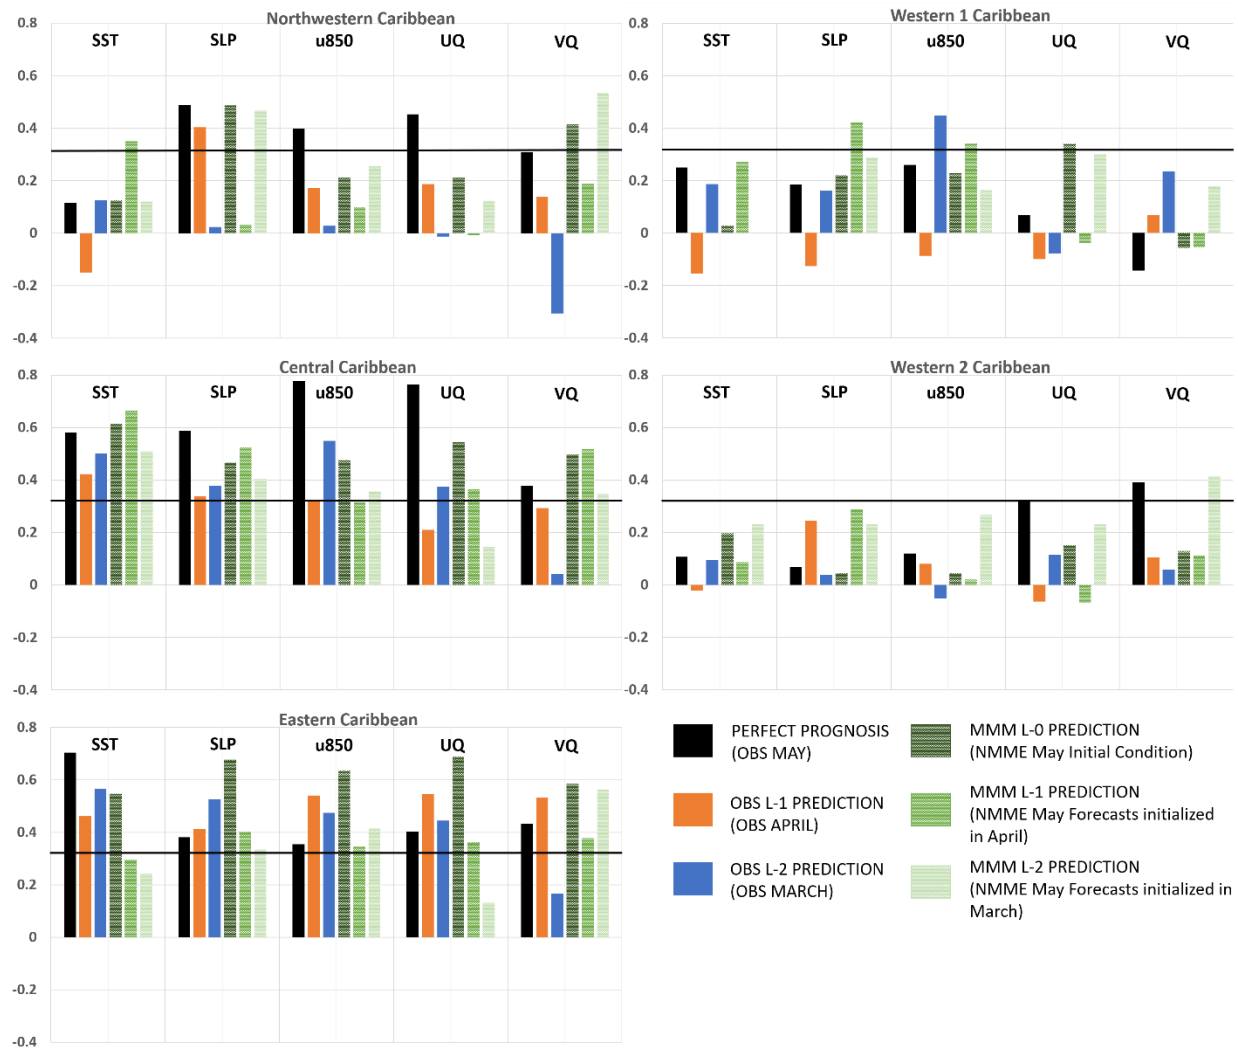 Northwestern Caribbean
SST SLP u850 UQ VQ
0.8
0.6
0.4
0.2
0
-0.2
-0.4
Western 1 Caribbean
SST SLP u850 UQ VQ
0.8
0.6
0.4
0.2
0
-0.2
-0.4
Central Caribbean
SST SLP u850 UQ VQ
0.8
0.6
0.4
0.2
0
-0.2
-0.4
Western 2 Caribbean
SST SLP u850 UQ VQ
0.8
0.6
0.4
0.2
0
-0.2
-0.4
Eastern Caribbean
SST SLP u850 UQ VQ
0.8
0.6
0.4
0.2
0
-0.2
-0.4
PERFECT PROGNOSIS
(OBS MAY)
OBS L-1 PREDICTION
(OBS APRIL)
OBS L-2 PREDICTION
(OBS MARCH)
MMM L-0 PREDICTION
(NMME May Initial Condition)
MMM L-1 PREDICTION
(NMME May Forecasts initialized
in April)
MMM L-2 PREDICTION
(NMME May Forecasts initialized in
March)